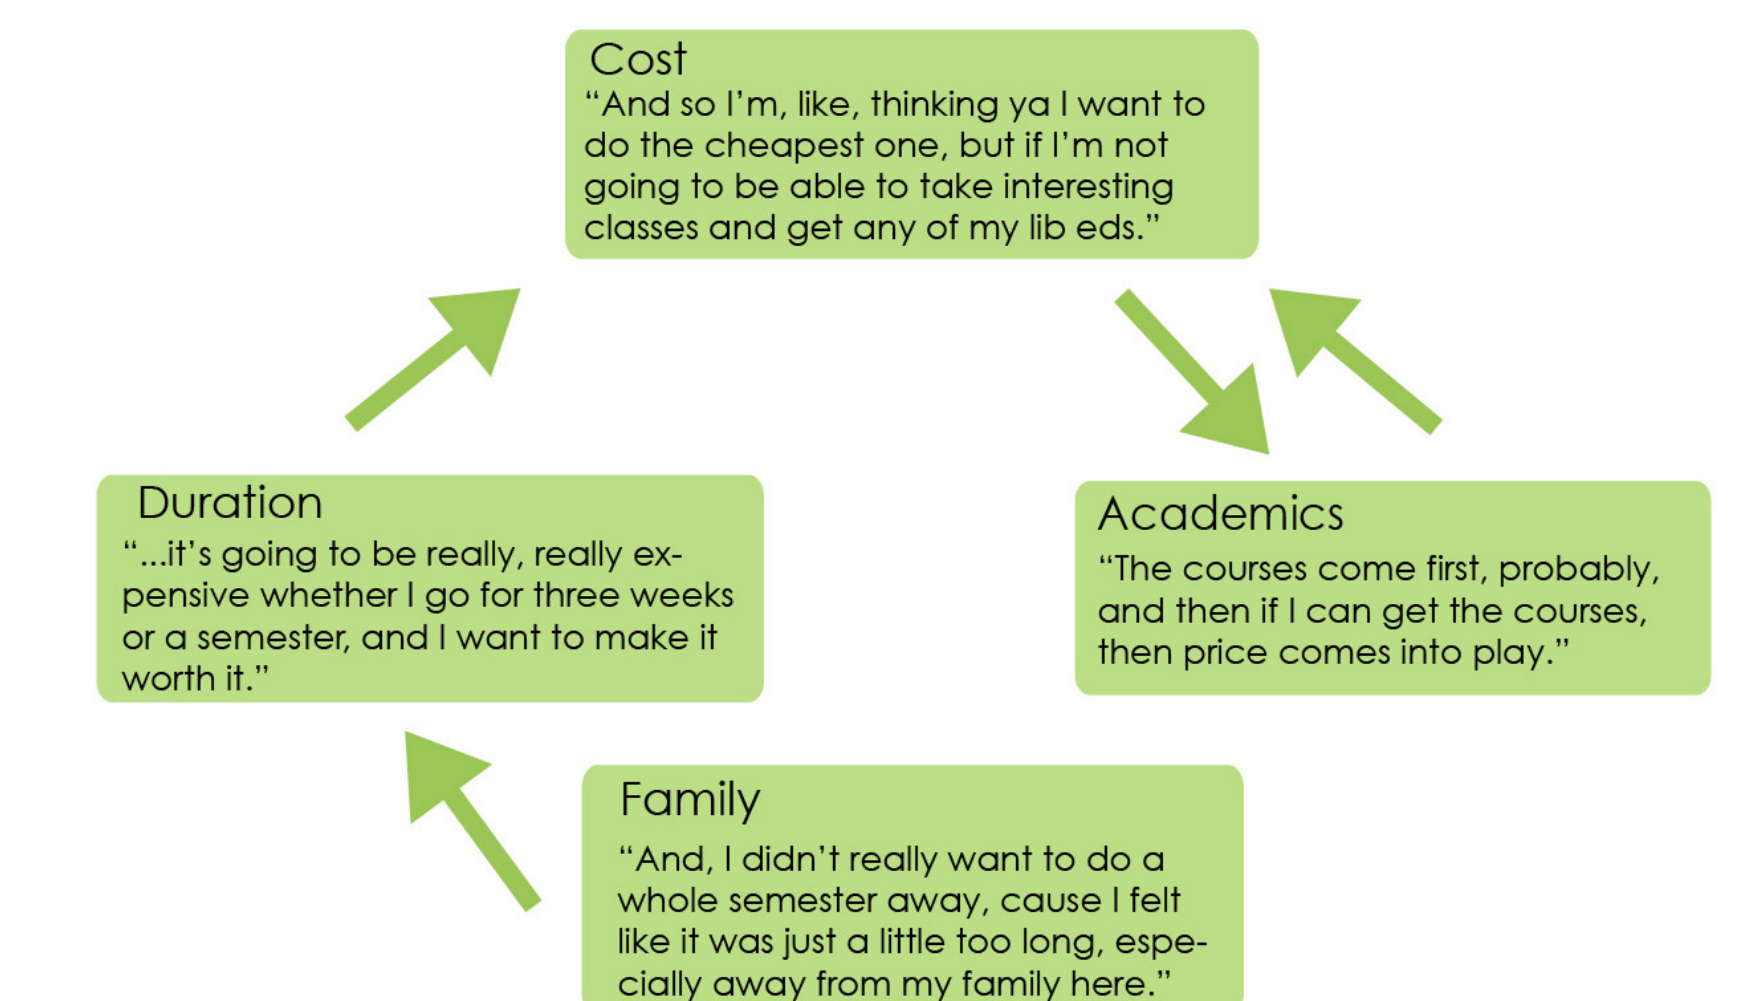 Cost
“And so I’m, like, thinking ya I want to
do the cheapest one, but if I’m not
going to be able to take interesting
classes and get any of my lib eds.”
Duration
“...it’s going to be really, really ex-
pensive whether I go for three weeks
or a semester, and I want to make it
worth it.”
Academics
“The courses come first, probably,
and then if I can get the courses,
then price comes into play.”
Family
“And, I didn’t really want to do a
whole semester away, cause I felt
like it was just a little too long, espe-
cially away from my family here.”